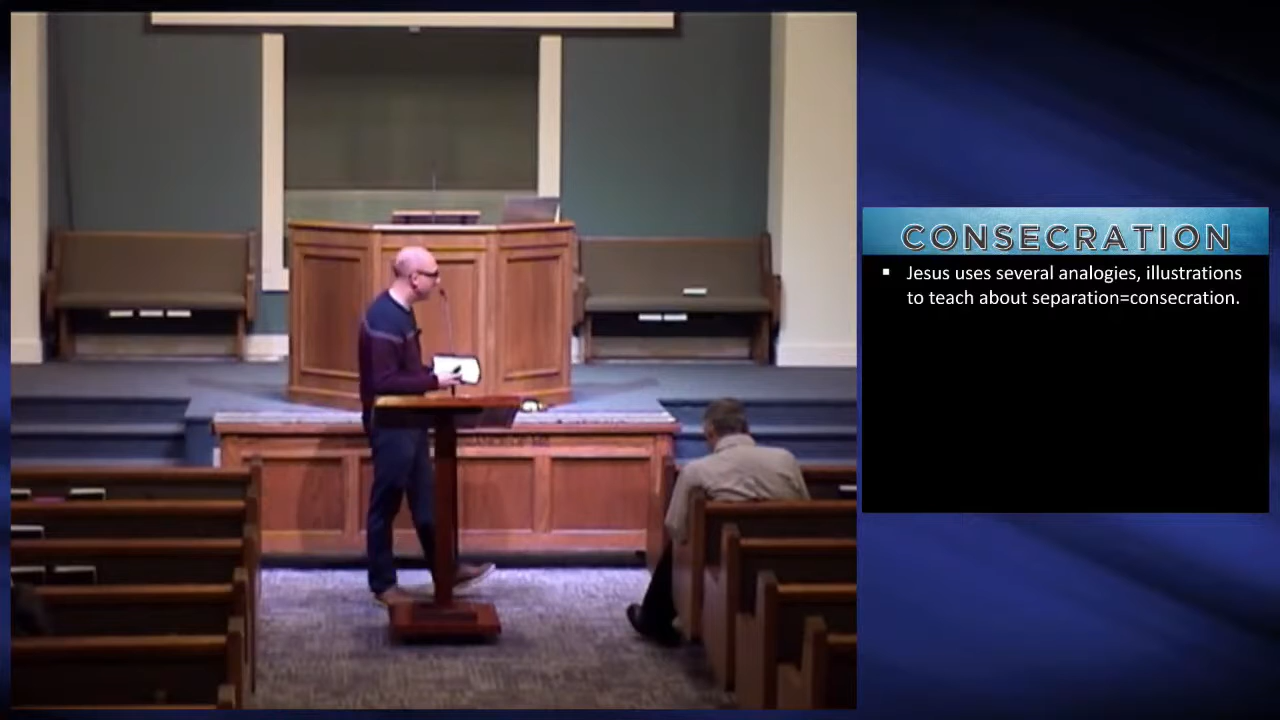 CONSECRATION
▪ Jesus uses several analogies, illustrations
to teach about separation=consecration.